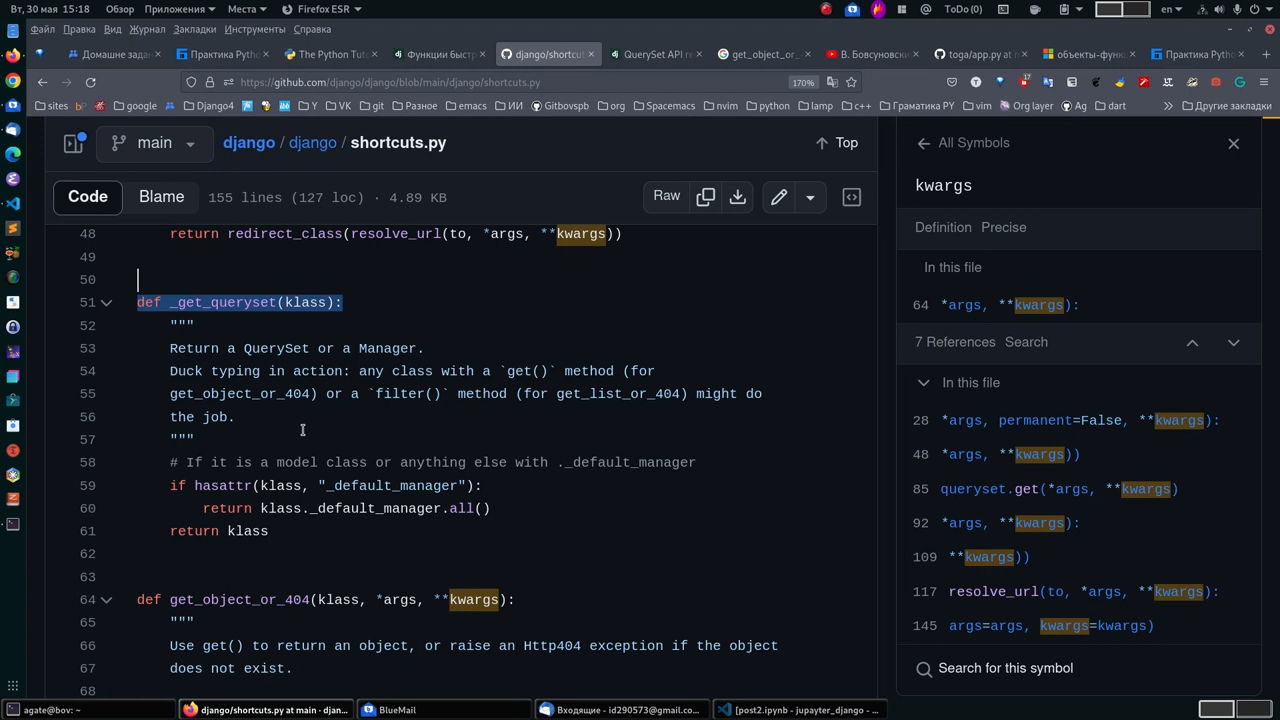 Вт, 30 мая 15:18 Обзор Приложения Места Firefox ESR ToDo(0) en
Файл Правка Вид Журнал Закладки Инструменты Справка
Домашне задан Практика Pytho The Python Tuto Функции быстр django/shortcut QuerySet API re get_object_or_ В. Бовсуновски toga/app.py at m объекты-функ Практика Pytho
https://github.com/django/django/blob/main/django/shortcuts.py 170% 17
sites google Django4 Y VK git Разное emacs ИИ Gitbovspb org Spacemacs nvim python lamp c++ Граматика РУ vim Org layer Ag dart Другие закладки
main django / django / shortcuts.py Top
Code Blame 155 lines (127 loc) · 4.89 KB Raw
48 return redirect_class(resolve_url(to, *args, **kwargs))
49
50
51 def _get_queryset(klass):
52 """
53 Return a QuerySet or a Manager.
54 Duck typing in action: any class with a `get()` method (for
55 get_object_or_404) or a `filter()` method (for get_list_or_404) might do
56 the job.
57 """
58 # If it is a model class or anything else with ._default_manager
59 if hasattr(klass, "_default_manager"):
60 return klass._default_manager.all()
61 return klass
62
63
64 def get_object_or_404(klass, *args, **kwargs):
65 """
66 Use get() to return an object, or raise an Http404 exception if the object
67 does not exist.
68
All Symbols
kwargs
Definition Precise
In this file
64 *args, **kwargs):
7 References Search
In this file
28 *args, permanent=False, **kwargs):
48 *args, **kwargs))
85 queryset.get(*args, **kwargs)
92 *args, **kwargs):
109 **kwargs))
117 resolve_url(to, *args, **kwargs):
145 args=args, kwargs=kwargs)
Search for this symbol
agate@bov: ~ django/shortcuts.py at main · djan... BlueMail Входящие - id290573@gmail.co... [post2.ipynb - jupayter_django - ...